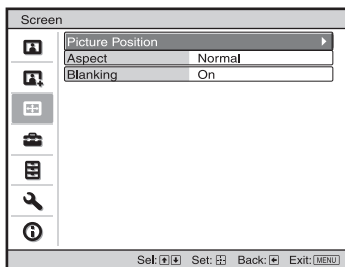 Screen
Picture Position
Aspect Normal
Blanking On
Sel: Set: Back: Exit: MENU